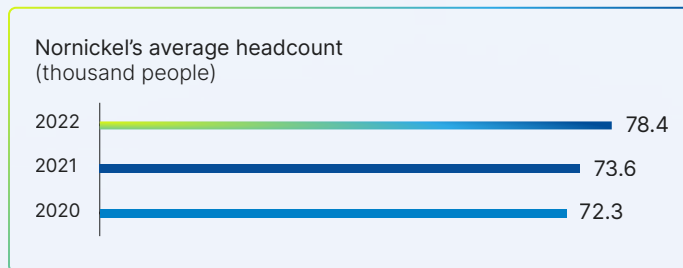 Nornickel’s average headcount
(thousand people)
2022 78.4
2021 73.6
2020 72.3